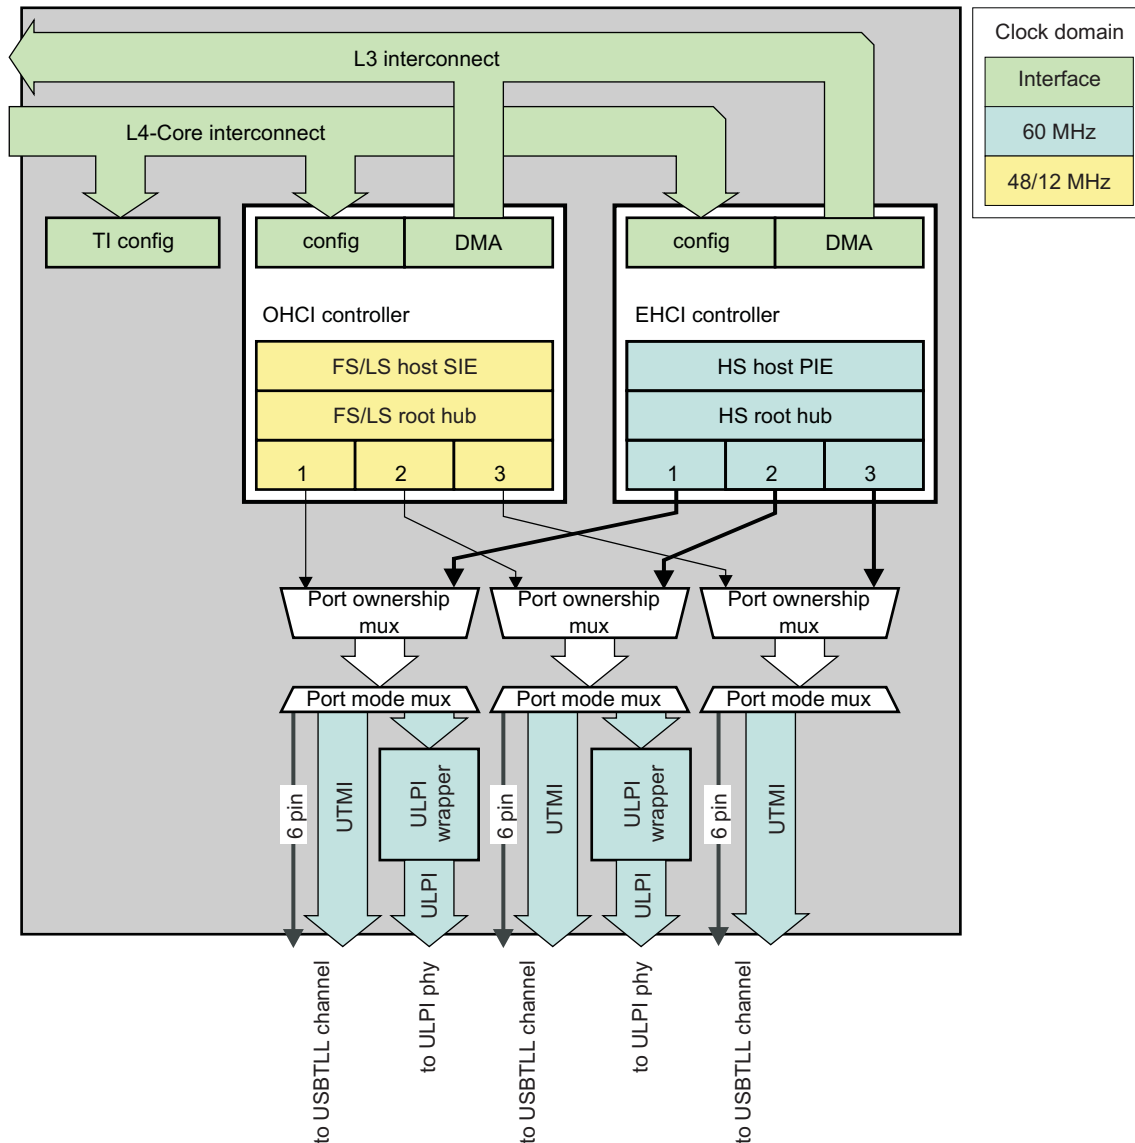 Clock domain
Interface
60 MHz
48/12 MHz
L3 interconnect
L4-Core interconnect
TI config
config
DMA
config
DMA
OHCI controller
EHCI controller
FS/LS host SIE
HS host PIE
FS/LS root hub
HS root hub
1
2
3
1
2
3
Port ownership
mux
Port ownership
mux
Port ownership
mux
Port mode mux
Port mode mux
Port mode mux
6 pin
UTMI
ULPI
wrapper
ULPI
6 pin
UTMI
ULPI
wrapper
ULPI
6 pin
UTMI
to USBTLL channel
to ULPI phy
to USBTLL channel
to ULPI phy
to USBTLL channel